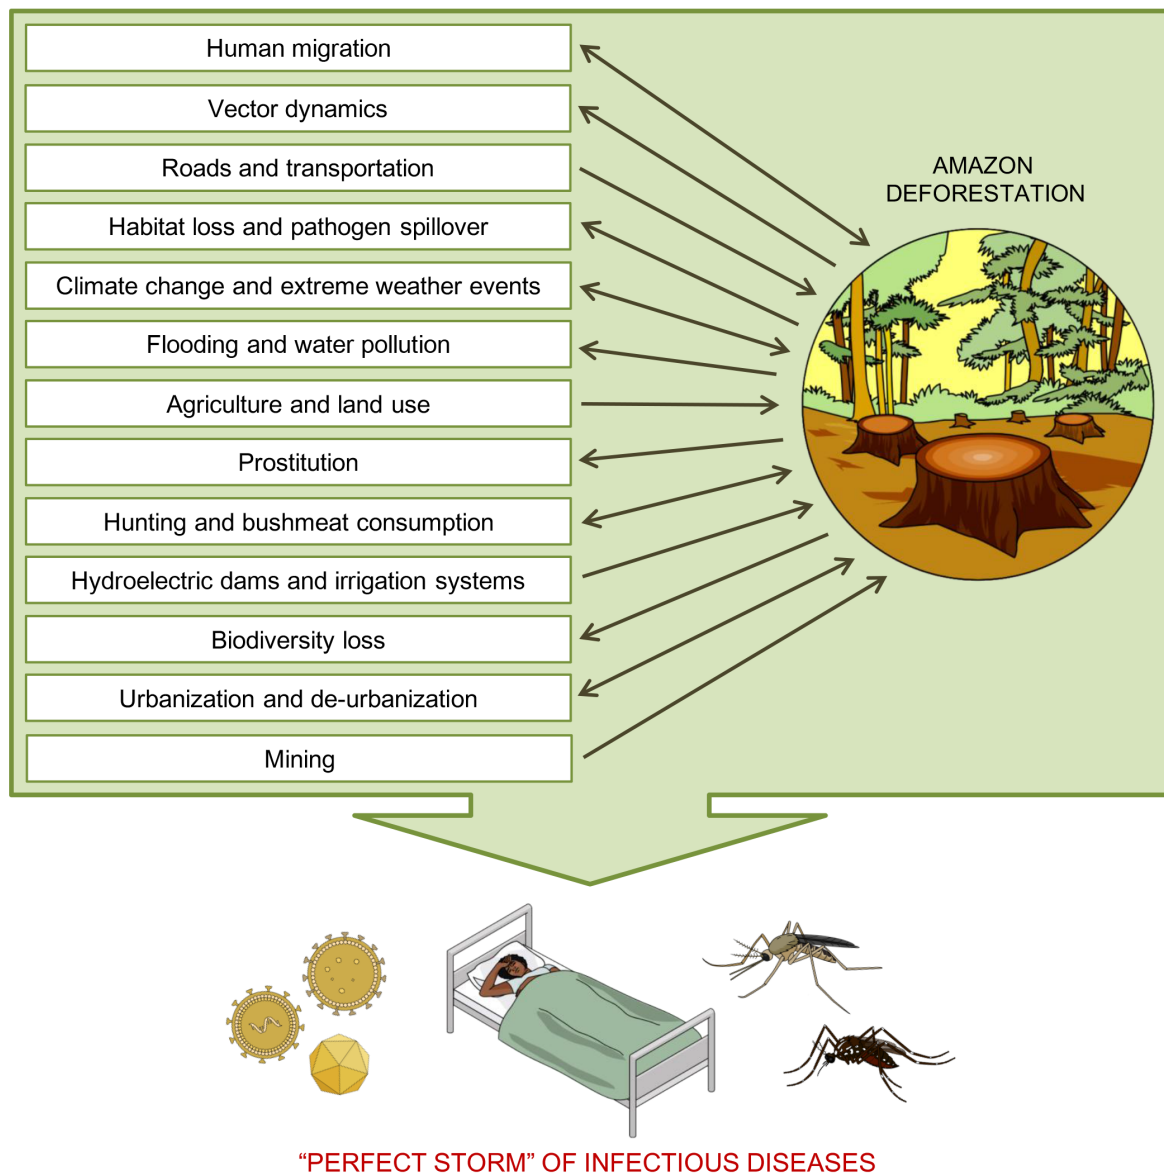 Human migration
Vector dynamics
Roads and transportation
Habitat loss and pathogen spillover
Climate change and extreme weather events
Flooding and water pollution
Agriculture and land use
Prostitution
Hunting and bushmeat consumption
Hydroelectric dams and irrigation systems
Biodiversity loss
Urbanization and de-urbanization
Mining
AMAZON
DEFORESTATION
“PERFECT STORM” OF INFECTIOUS DISEASES